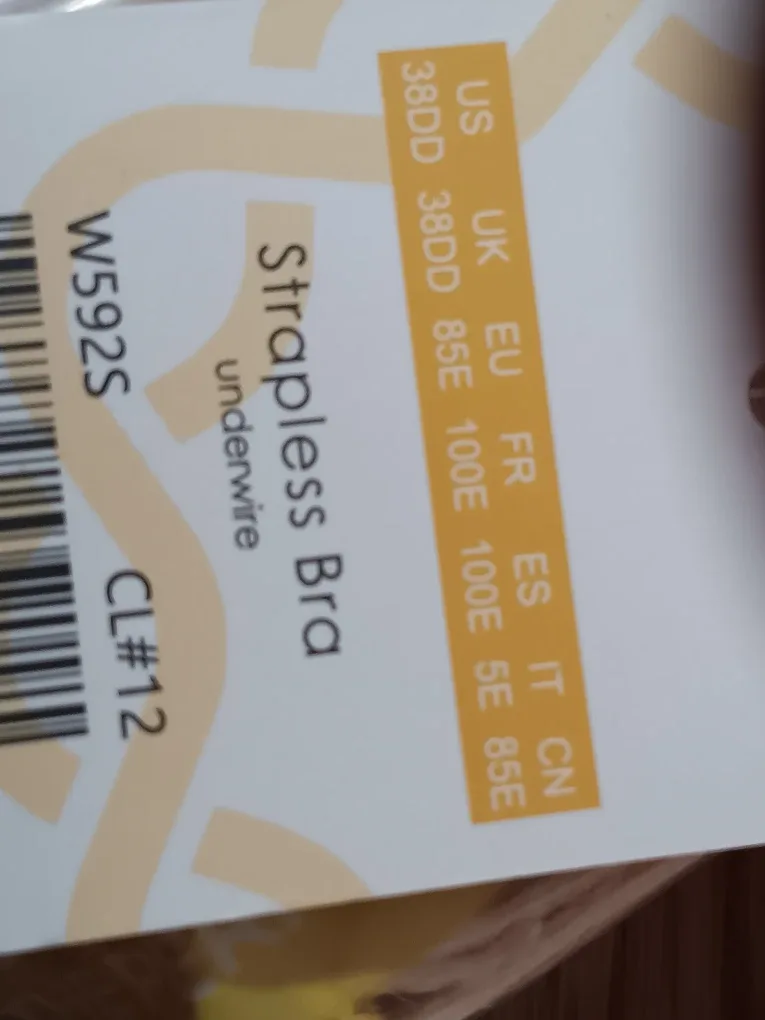 US UK EU FR ES IT CN
38DD 38DD 85E 100E 100E 5E 85E
Strapless Bra
underwire
W592S CL#12